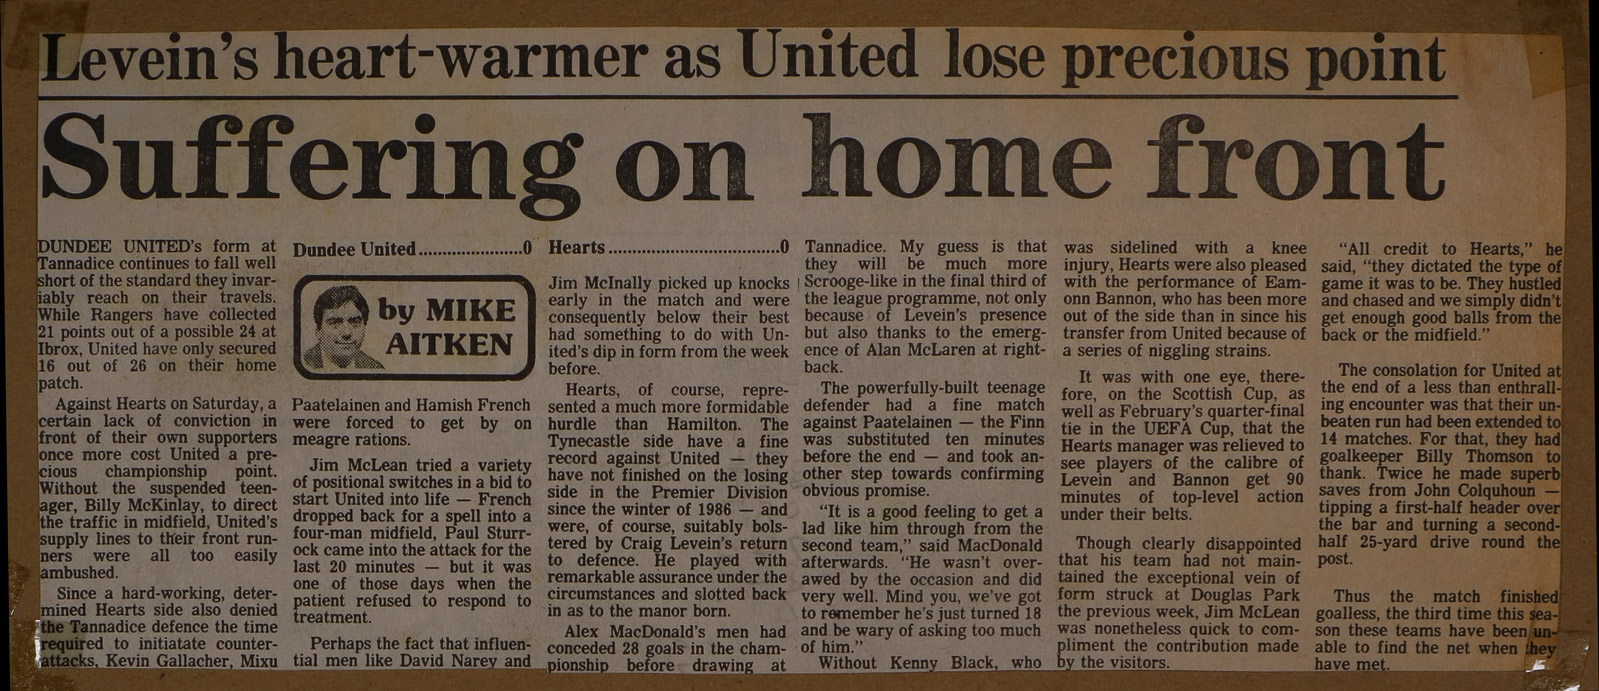 Levein's heart-warmer as United lose precious point
Suffering on home front
DUNDEE UNITED's form at
Tannadice continues to fall well
short of the standard they invar-
iably reach on their travels.
While Rangers have collected
21 points out of a possible 24 at
Ibrox, United have only secured
16 out of 26 on their home
patch.
Against Hearts on Saturday, a
certain lack of conviction in
front of their own supporters
once more cost United a pre-
cious championship point.
Without the suspended teen-
ager, Billy McKinlay, to direct
the traffic in midfield, United's
supply lines to their front run-
ners were all too easily
ambushed.
Since a hard-working, deter-
mined Hearts side also denied
the Tannadice defence the time
required to initiatate counter-
attacks, Kevin Gallacher, Mixu
Dundee United.........................0
by MIKE
AITKEN
Paatelainen and Hamish French
were forced to get by on
meagre rations.
Jim McLean tried a variety
of positional switches in a bid to
start United into life — French
dropped back for a spell into a
four-man midfield, Paul Sturr-
ock came into the attack for the
last 20 minutes — but it was
one of those days when the
patient refused to respond to
treatment.
Perhaps the fact that influen-
tial men like David Narey and
Hearts.........................................0
Jim McInally picked up knocks
early in the match and were
consequently below their best
had something to do with Un-
ited's dip in form from the week
before.
Hearts, of course, repre-
sented a much more formidable
hurdle than Hamilton. The
Tynecastle side have a fine
record against United — they
have not finished on the losing
side in the Premier Division
since the winter of 1986 — and
were, of course, suitably bols-
tered by Craig Levein's return
to defence. He played with
remarkable assurance under the
circumstances and slotted back
in as to the manor born.
Alex MacDonald's men had
conceded 28 goals in the cham-
pionship before drawing at
Tannadice. My guess is that
they will be much more
Scrooge-like in the final third of
the league programme, not only
because of Levein's presence
but also thanks to the emerg-
ence of Alan McLaren at right-
back.
The powerfully-built teenage
defender had a fine match
against Paatelainen — the Finn
was substituted ten minutes
before the end — and took an-
other step towards confirming
obvious promise.
"It is a good feeling to get a
lad like him through from the
second team," said MacDonald
afterwards. "He wasn't over-
awed by the occasion and did
very well. Mind you, we've got
to remember he's just turned 18
and be wary of asking too much
of him."
Without Kenny Black, who
was sidelined with a knee
injury, Hearts were also pleased
with the performance of Eam-
onn Bannon, who has been more
out of the side than in since his
transfer from United because of
a series of niggling strains.
It was with one eye, there-
fore, on the Scottish Cup, as
well as February's quarter-final
tie in the UEFA Cup, that the
Hearts manager was relieved to
see players of the calibre of
Levein and Bannon get 90
minutes of top-level action
under their belts.
Though clearly disappointed
that his team had not main-
tained the exceptional vein of
form struck at Douglas Park
the previous week, Jim McLean
was nonetheless quick to com-
pliment the contribution made
by the visitors.
"All credit to Hearts," he
said, "they dictated the type of
game it was to be. They hustled
and chased and we simply didn't
get enough good balls from the
back or the midfield."
The consolation for United at
the end of a less than enthrall-
ing encounter was that their un-
beaten run had been extended to
14 matches. For that, they had
goalkeeper Billy Thomson to
thank. Twice he made superb
saves from John Colquhoun —
tipping a first-half header over
the bar and turning a second-
half 25-yard drive round the
post.
Thus the match finished
goalless, the third time this sea-
son these teams have been un-
able to find the net when they
have met.